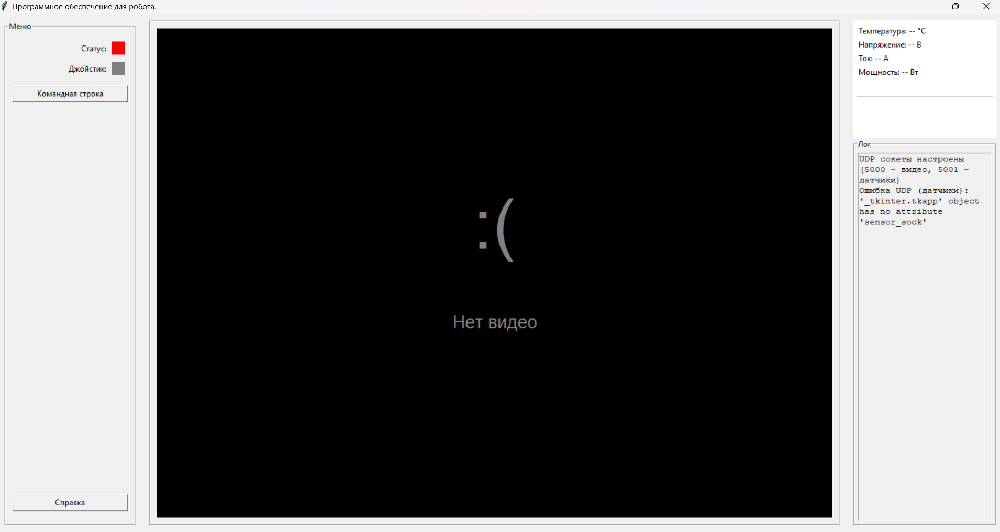 Программное обеспечение для робота.
Меню
Статус:
Джойстик:
Командная строка
Справка
:(
Нет видео
Температура: -- °C
Напряжение: -- В
Ток: -- А
Мощность: -- Вт
Лог
UDP сокеты настроены
(5000 - видео, 5001 -
датчики)
Ошибка UDP (датчики):
'_tkinter.tkapp' object
has no attribute
'sensor_sock'